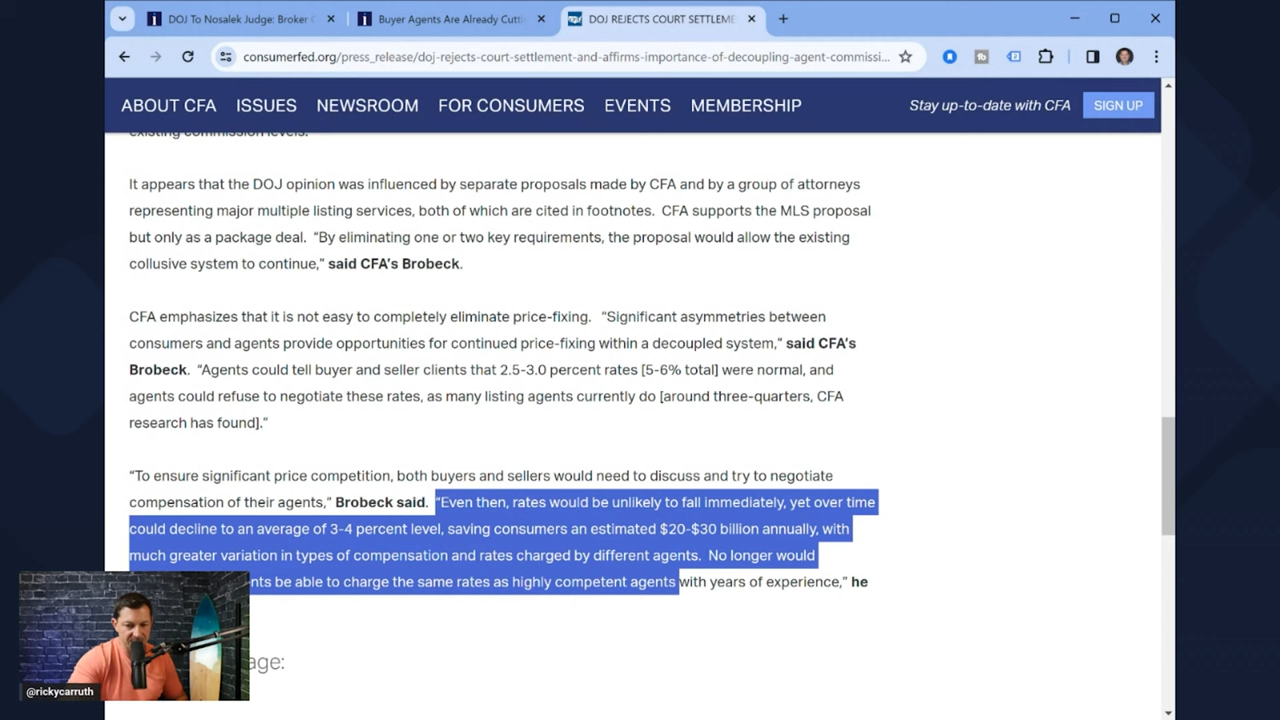 DOJ To Nosalek Judge: Broker C
Buyer Agents Are Already Cutti
DOJ REJECTS COURT SETTLEME
consumerfed.org/press_release/doj-rejects-court-settlement-and-affirms-importance-of-decoupling-agent-commissi...
ABOUT CFA ISSUES NEWSROOM FOR CONSUMERS EVENTS MEMBERSHIP Stay up-to-date with CFA SIGN UP
existing commission levels.
It appears that the DOJ opinion was influenced by separate proposals made by CFA and by a group of attorneys
representing major multiple listing services, both of which are cited in footnotes. CFA supports the MLS proposal
but only as a package deal. “By eliminating one or two key requirements, the proposal would allow the existing
collusive system to continue,” said CFA’s Brobeck.
CFA emphasizes that it is not easy to completely eliminate price-fixing. “Significant asymmetries between
consumers and agents provide opportunities for continued price-fixing within a decoupled system,” said CFA’s
Brobeck. “Agents could tell buyer and seller clients that 2.5-3.0 percent rates [5-6% total] were normal, and
agents could refuse to negotiate these rates, as many listing agents currently do [around three-quarters, CFA
research has found].”
“To ensure significant price competition, both buyers and sellers would need to discuss and try to negotiate
compensation of their agents,” Brobeck said. “Even then, rates would be unlikely to fall immediately, yet over time
could decline to an average of 3-4 percent level, saving consumers an estimated $20-$30 billion annually, with
much greater variation in types of compensation and rates charged by different agents. No longer would
nts be able to charge the same rates as highly competent agents with years of experience,” he
age:
@rickycarruth